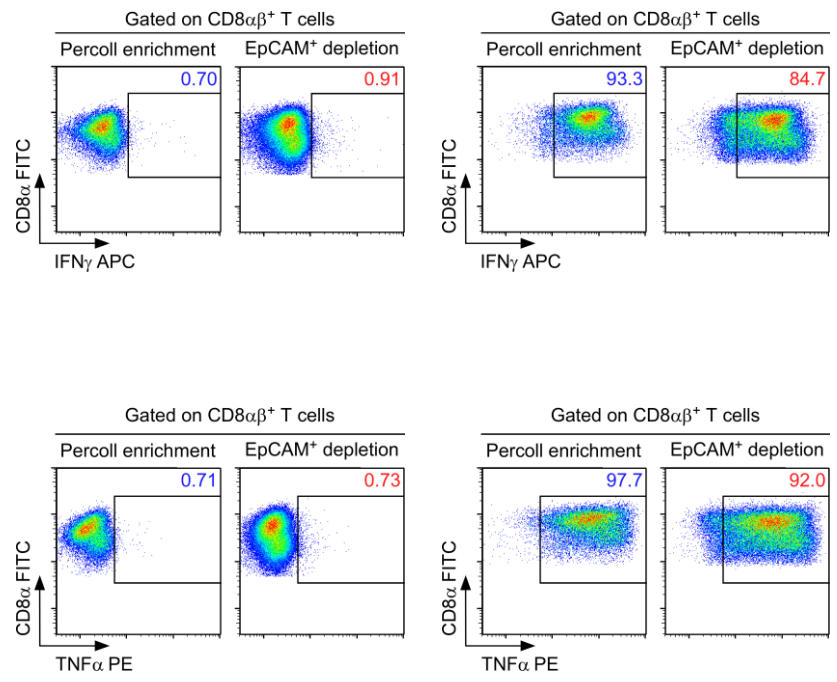 Gated on CD8αβ⁺ T cells
Percoll enrichment EpCAM⁺ depletion
0.70 0.91
CD8α FITC
IFNγ APC
Gated on CD8αβ⁺ T cells
Percoll enrichment EpCAM⁺ depletion
93.3 84.7
CD8α FITC
IFNγ APC
Gated on CD8αβ⁺ T cells
Percoll enrichment EpCAM⁺ depletion
0.71 0.73
CD8α FITC
TNFα PE
Gated on CD8αβ⁺ T cells
Percoll enrichment EpCAM⁺ depletion
97.7 92.0
CD8α FITC
TNFα PE